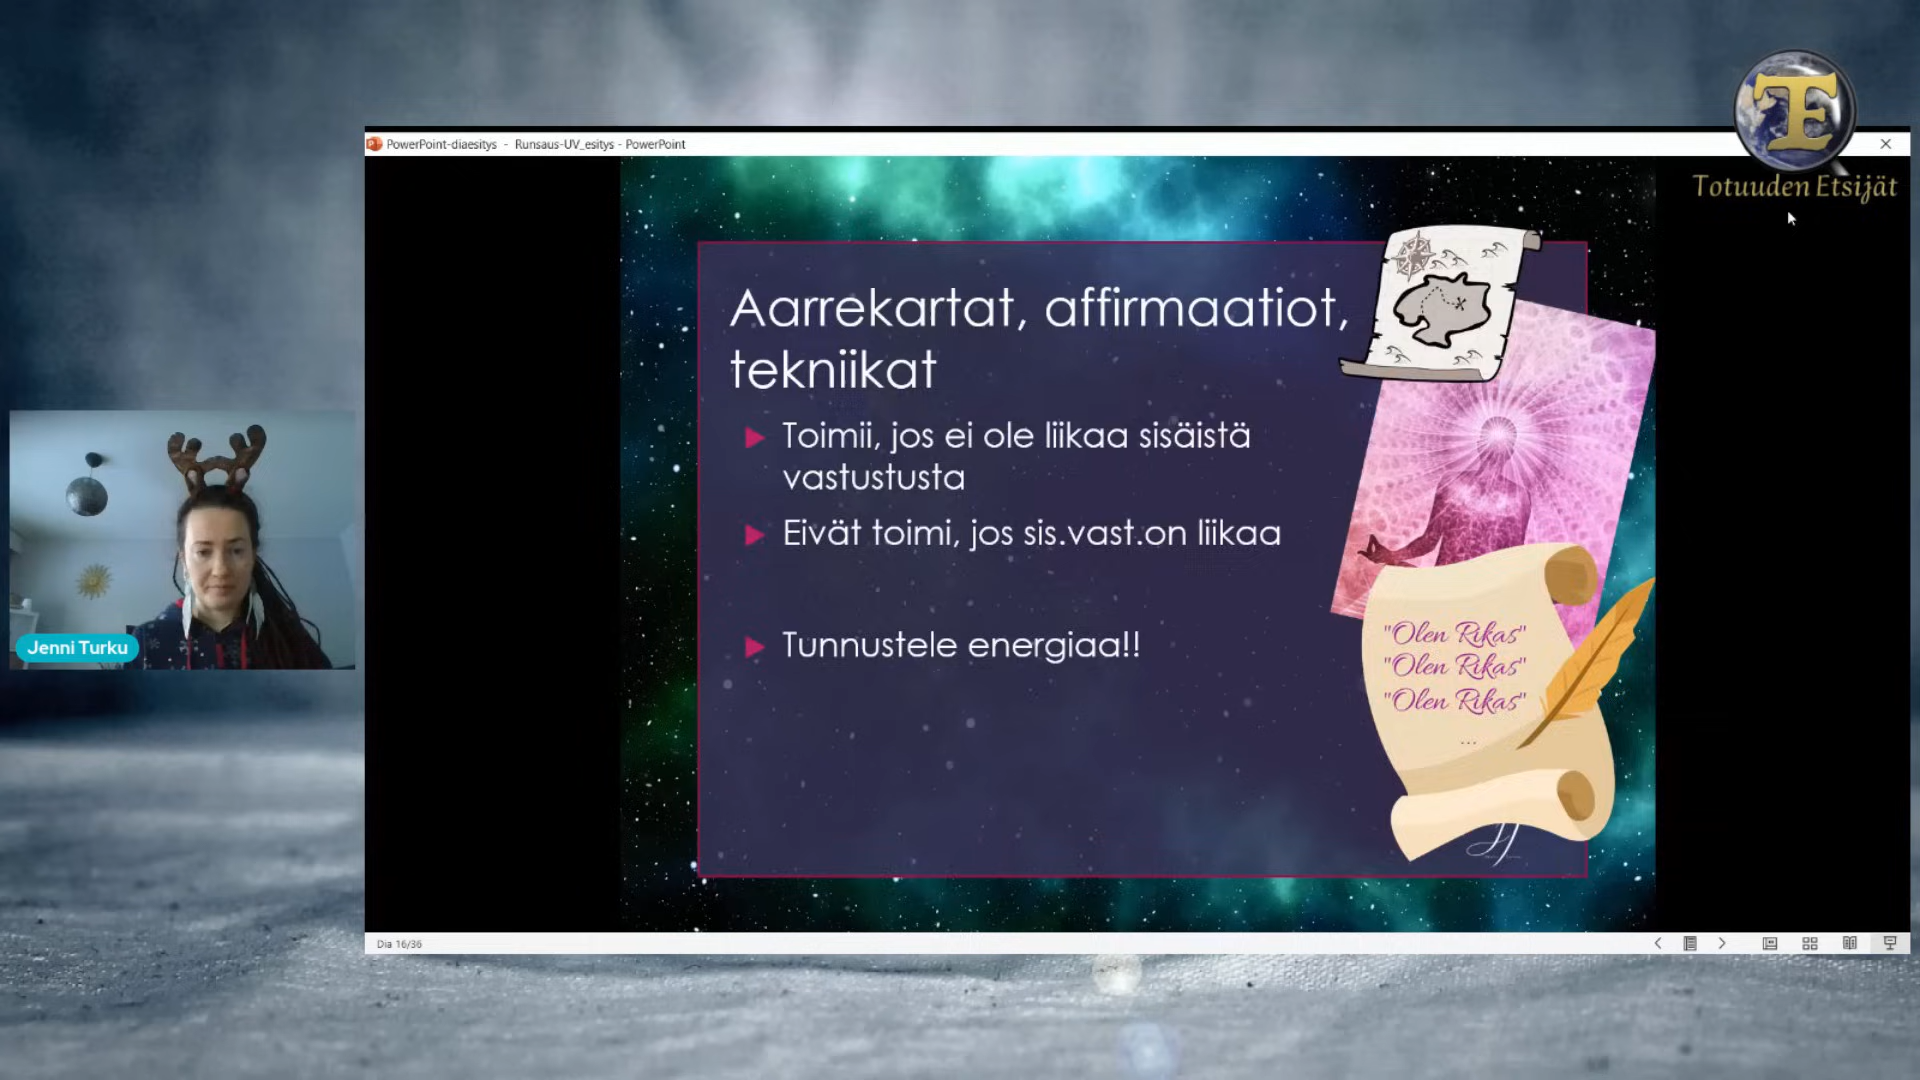 TE
Totuuden Etsijät
PowerPoint-diaesitys - Runsaus-UV_esitys - PowerPoint
Aarrekartat, affirmaatiot,
tekniikat
Toimii, jos ei ole liikaa sisäistä
vastustusta
Eivät toimi, jos sis.vast.on liikaa
Tunnustele energiaa!!
"Olen Rikas"
"Olen Rikas"
"Olen Rikas"
...
Jenni Turku
Dia 16/36